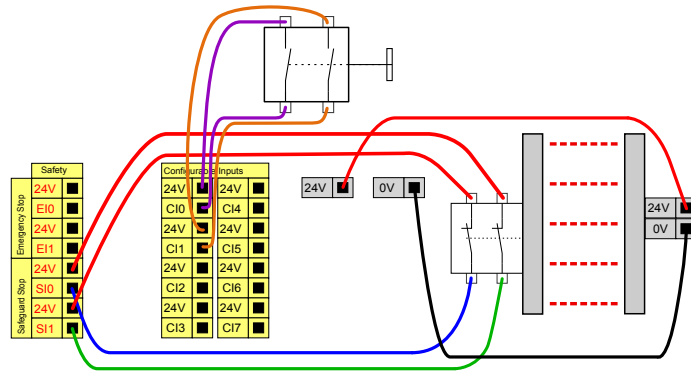 Safety
Emergency Stop
24V
EI0
24V
EI1
Safeguard Stop
24V
SI0
24V
SI1
Configurable Inputs
24V 24V
CI0 CI4
24V 24V
CI1 CI5
24V 24V
CI2 CI6
24V 24V
CI3 CI7
24V
0V
24V
0V